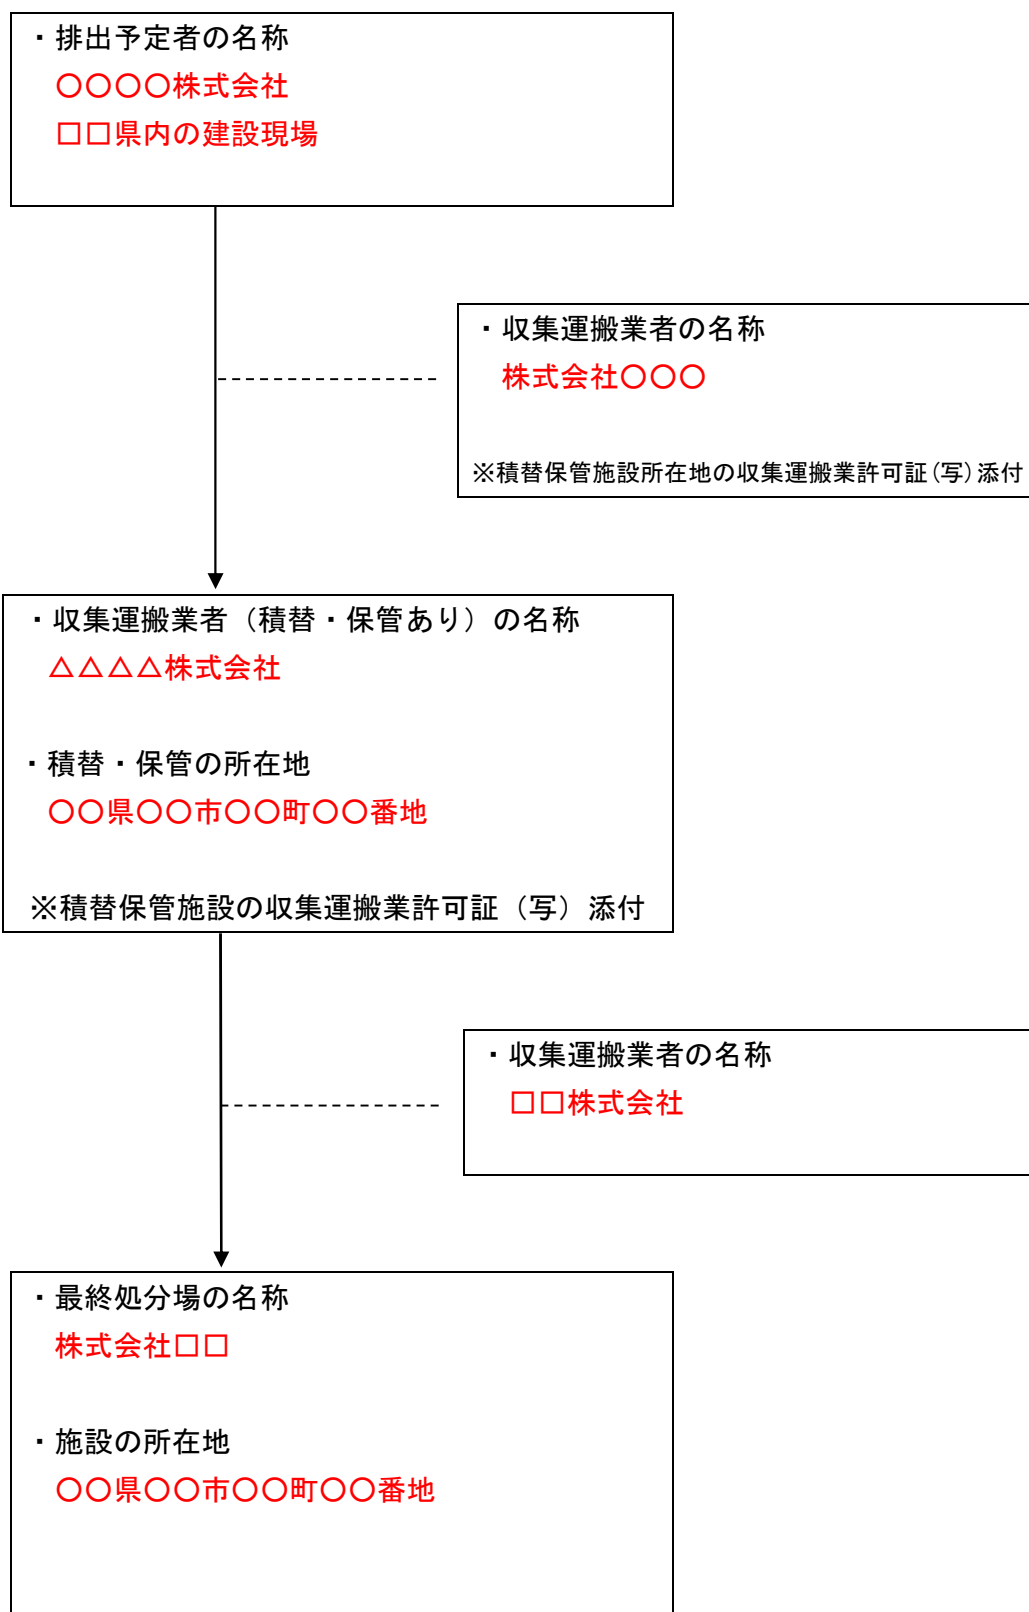 ・排出予定者の名称
〇〇〇〇株式会社
□□県内の建設現場
・収集運搬業者の名称
株式会社〇〇〇
※積替保管施設所在地の収集運搬業許可証(写)添付
・収集運搬業者（積替・保管あり）の名称
△△△△株式会社
・積替・保管の所在地
〇〇県〇〇市〇〇町〇〇番地
※積替保管施設の収集運搬業許可証（写）添付
・収集運搬業者の名称
□□株式会社
・最終処分場の名称
株式会社□□
・施設の所在地
〇〇県〇〇市〇〇町〇〇番地